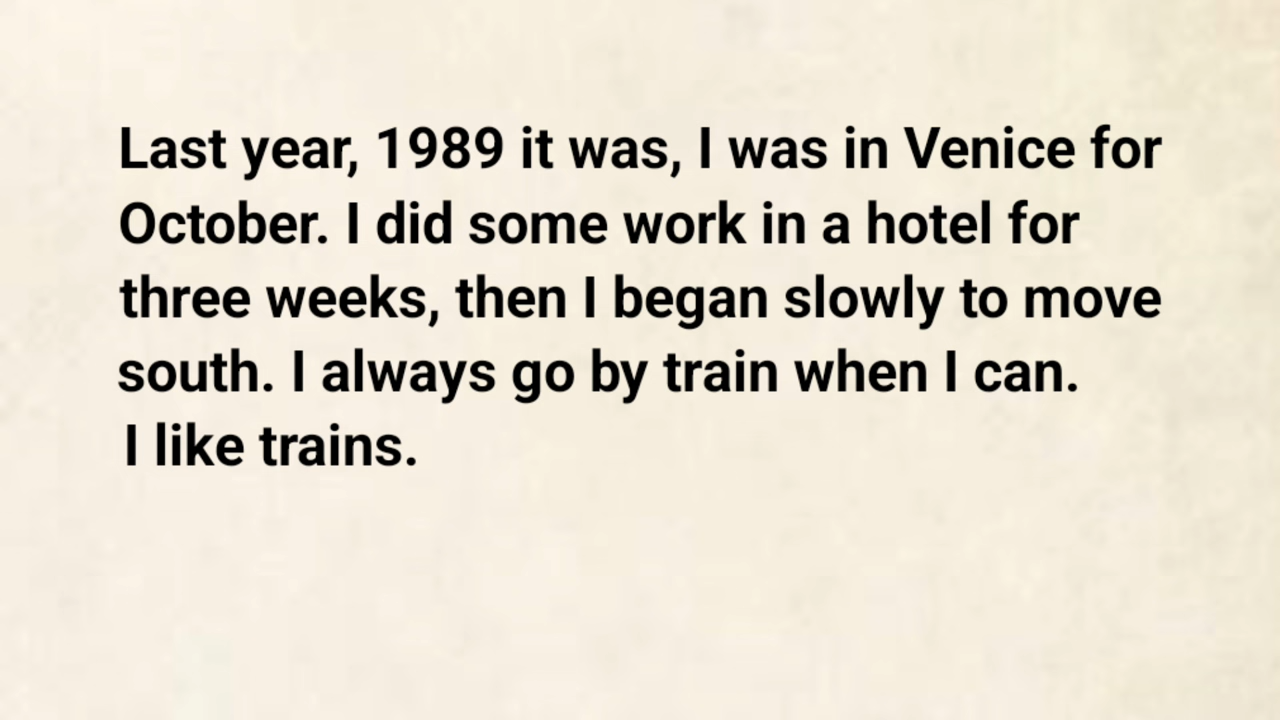 Last year, 1989 it was, I was in Venice for
October. I did some work in a hotel for
three weeks, then I began slowly to move
south. I always go by train when I can.
I like trains.